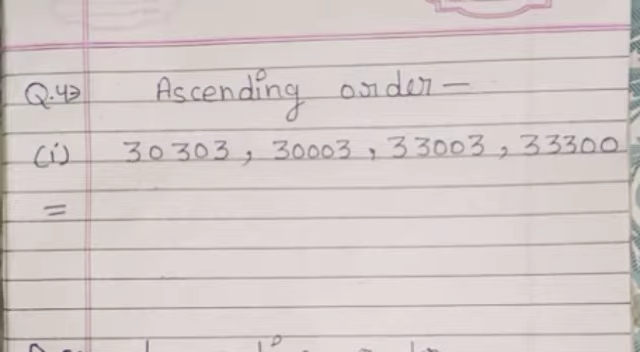 Q.4⇒ Ascending order –
(i) 30303, 30003, 33003, 33300
=